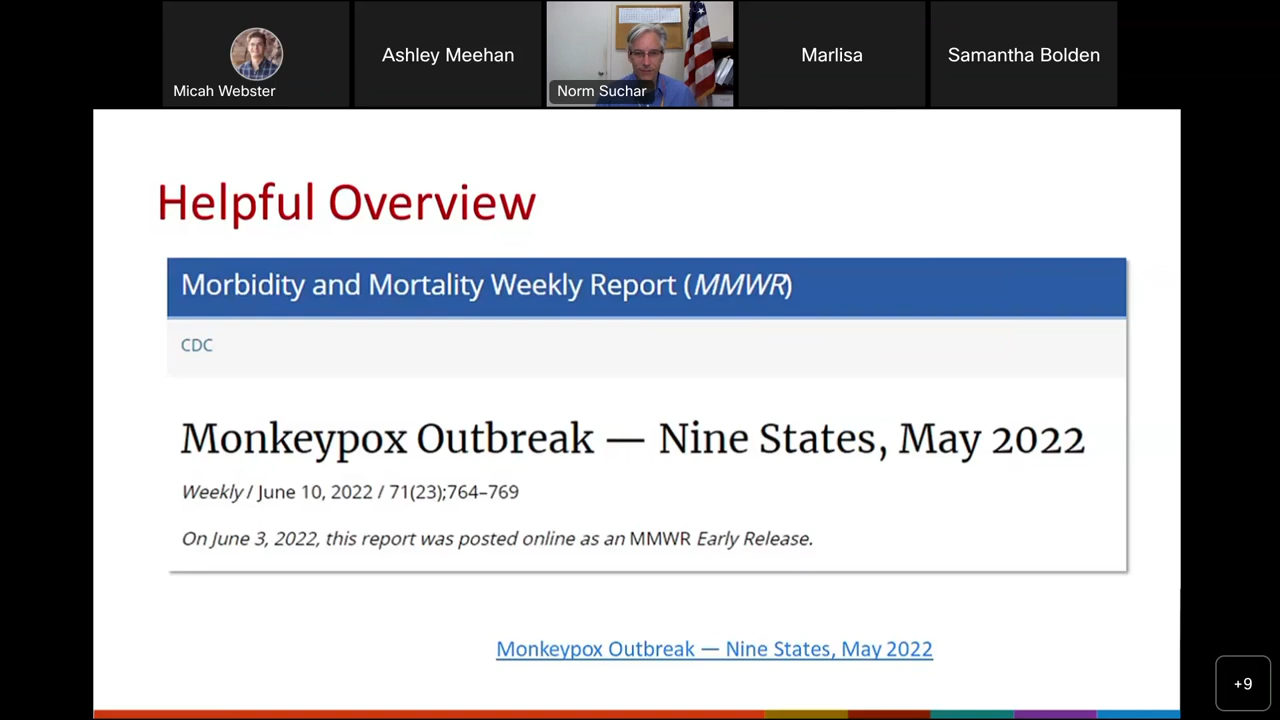 Micah Webster
Ashley Meehan
Norm Suchar
Marlisa
Samantha Bolden
Helpful Overview
Morbidity and Mortality Weekly Report (MMWR)
CDC
Monkeypox Outbreak — Nine States, May 2022
Weekly / June 10, 2022 / 71(23);764–769
On June 3, 2022, this report was posted online as an MMWR Early Release.
Monkeypox Outbreak — Nine States, May 2022
+9